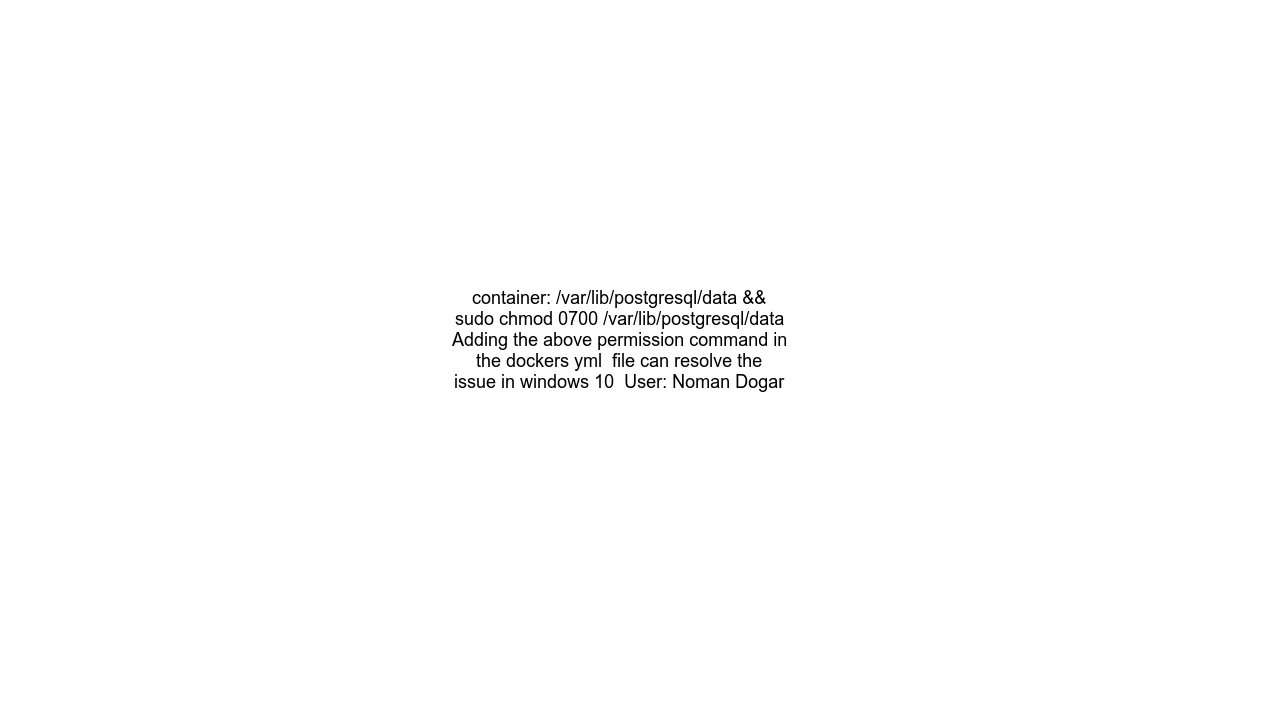 container: /var/lib/postgresql/data &&
sudo chmod 0700 /var/lib/postgresql/data
Adding the above permission command in
the dockers yml  file can resolve the
issue in windows 10  User: Noman Dogar